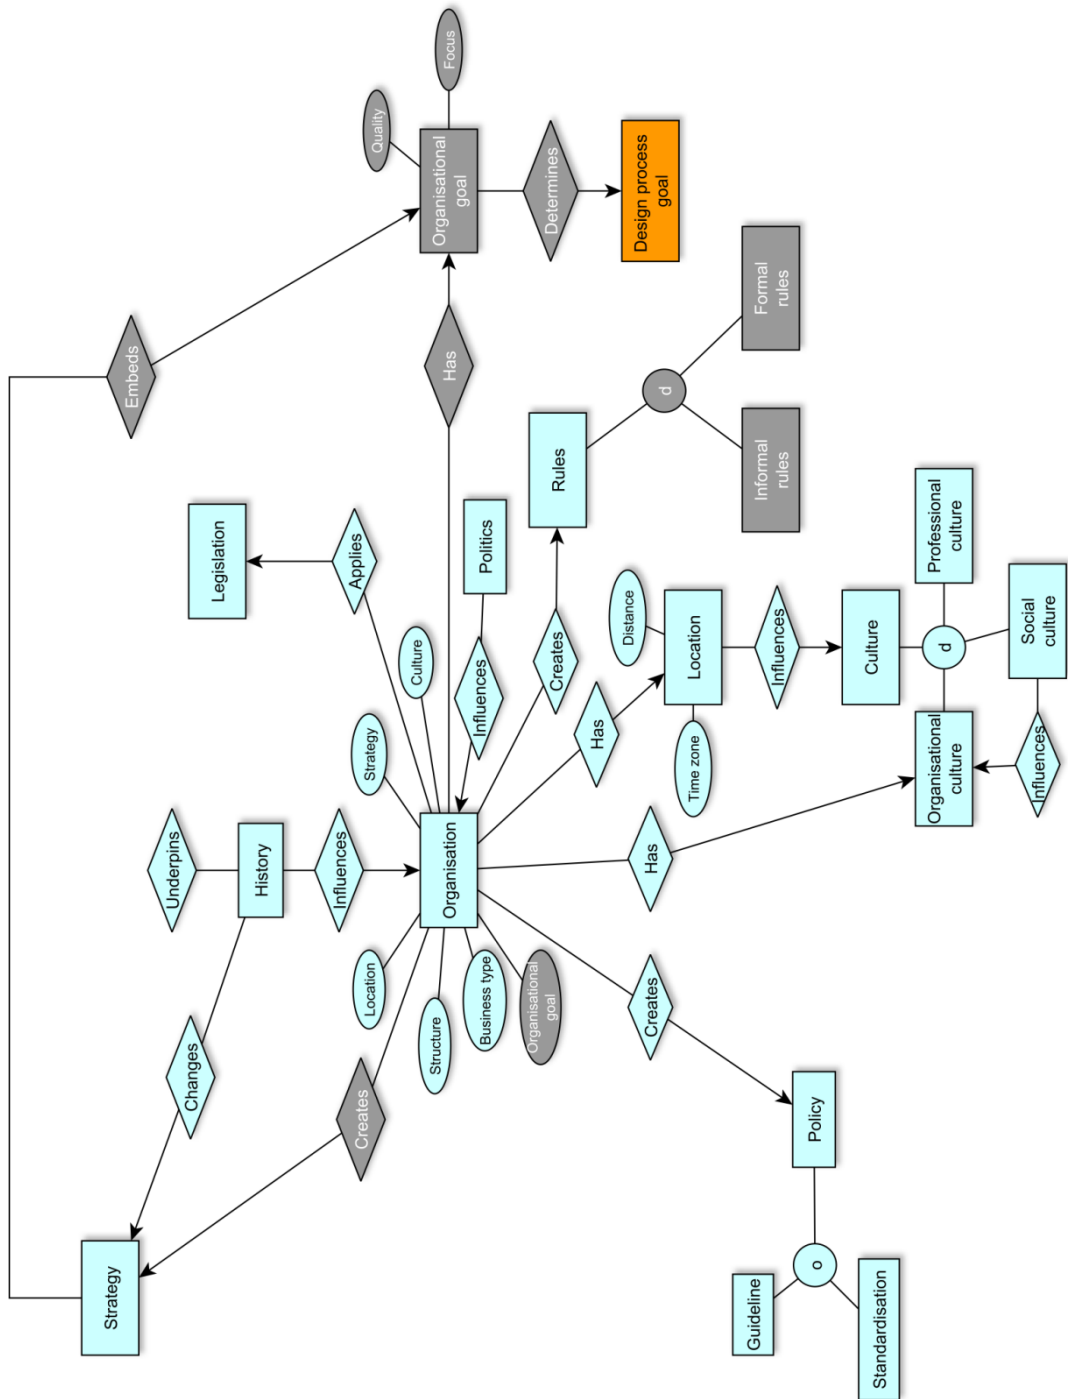 Strategy
Changes
Underpins
Embeds
Legislation
History
Creates
Influences
Applies
Location
Strategy
Culture
Quality
Structure
Business type
Organisational
goal
Organisation
Influences
Politics
Has
Organisational
goal
Focus
Creates
Rules
Determines
Has
Distance
d
Design process
goal
Creates
Has
Time zone
Location
Informal
rules
Formal
rules
Guideline
Policy
Influences
o
Standardisation
Culture
Organisational
culture
d
Professional
culture
Influences
Social
culture